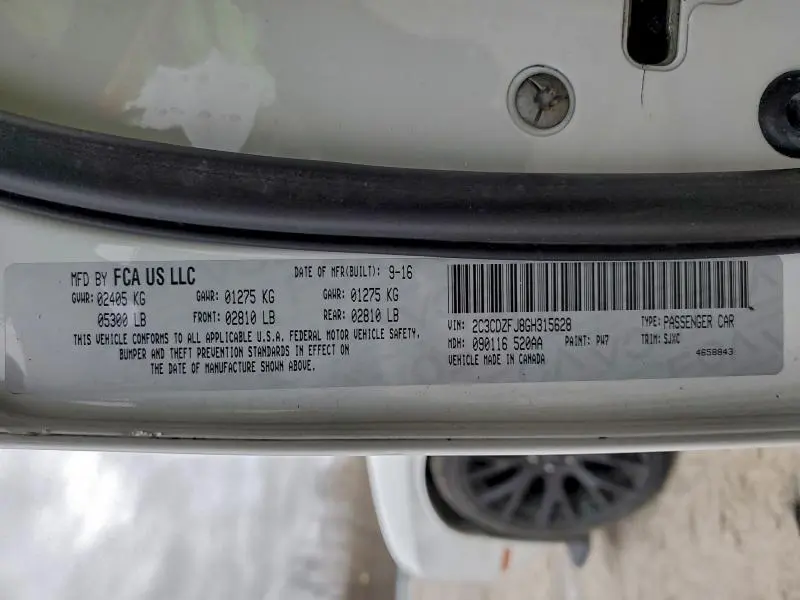 MFD BY FCA US LLC DATE OF MFR(BUILT): 9-16
GVWR: 02405 KG GAWR: 01275 KG GAWR: 01275 KG
05300 LB FRONT: 02810 LB REAR: 02810 LB
THIS VEHICLE CONFORMS TO ALL APPLICABLE U.S.A. FEDERAL MOTOR VEHICLE SAFETY,
BUMPER AND THEFT PREVENTION STANDARDS IN EFFECT ON
THE DATE OF MANUFACTURE SHOWN ABOVE.
VIN: 2C3CDZFJ8GH315628 TYPE: PASSENGER CAR
MDH: 090116 520AA PAINT: PW7 TRIM: SJXC
VEHICLE MADE IN CANADA 4658843